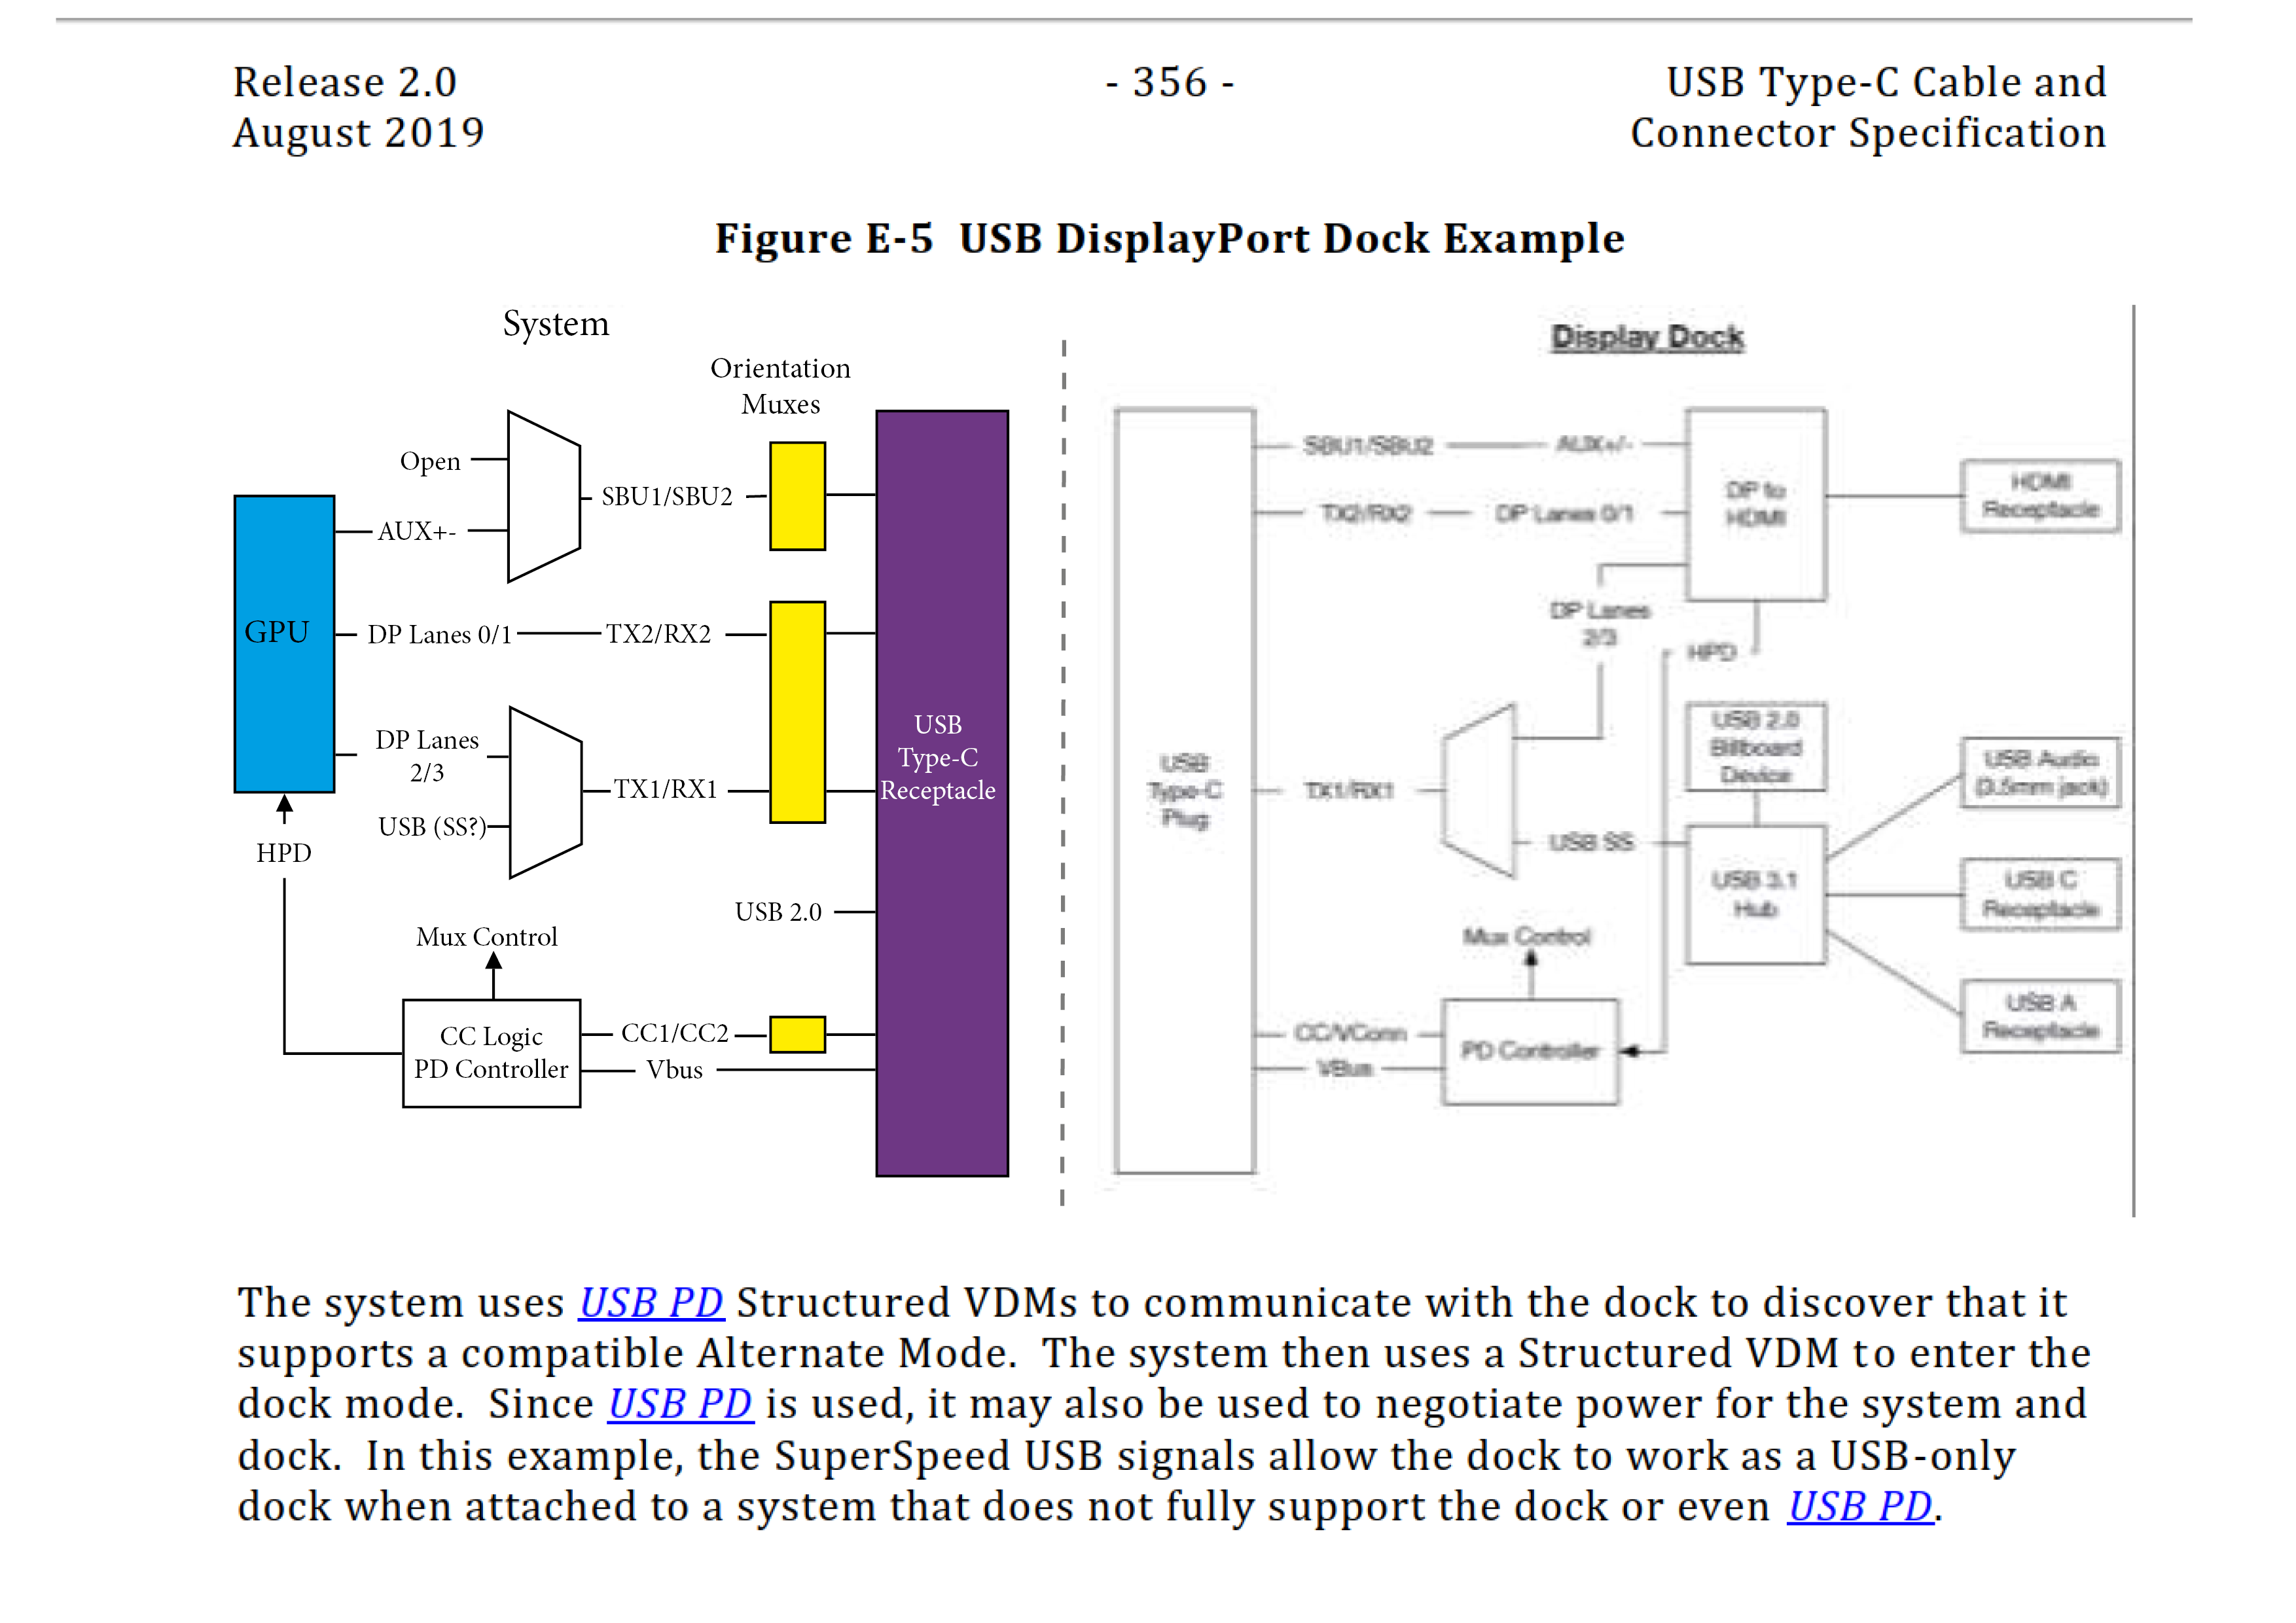 Release 2.0
August 2019
- 356 -
USB Type-C Cable and
Connector Specification
Figure E-5 USB DisplayPort Dock Example
System
Orientation
Muxes
Open
AUX+-
SBU1/SBU2
GPU
DP Lanes 0/1
TX2/RX2
DP Lanes
2/3
USB (SS?)
TX1/RX1
HPD
USB 2.0
Mux Control
CC Logic
PD Controller
CC1/CC2
Vbus
USB
Type-C
Receptacle
Display Dock
USB
Type-C
Plug
SBU1/SBU2
AUX+/-
TX2/RX2
DP Lanes 0/1
DP to
HDMI
HDMI
Receptacle
DP Lanes
2/3
HPD
TX1/RX1
USB SS
USB 2.0
Billboard
Device
USB 3.1
Hub
USB Audio
(3.5mm jack)
USB C
Receptacle
USB A
Receptacle
Mux Control
CC/VConn
VBus
PD Controller
The system uses USB PD Structured VDMs to communicate with the dock to discover that it
supports a compatible Alternate Mode. The system then uses a Structured VDM to enter the
dock mode. Since USB PD is used, it may also be used to negotiate power for the system and
dock. In this example, the SuperSpeed USB signals allow the dock to work as a USB-only
dock when attached to a system that does not fully support the dock or even USB PD.